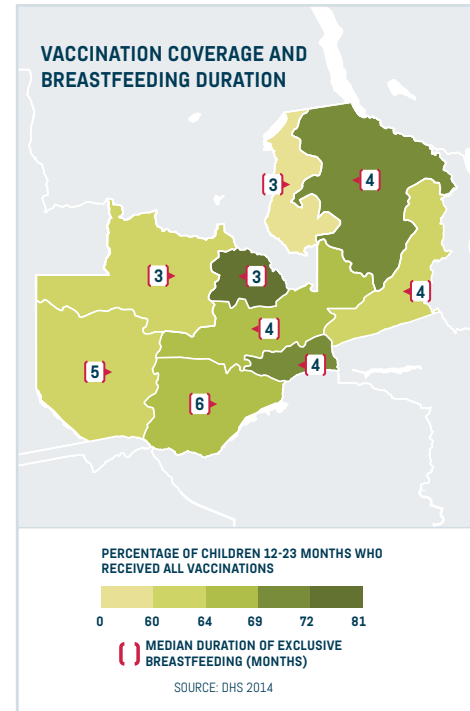 VACCINATION COVERAGE AND
BREASTFEEDING DURATION
3
4
3
3
4
4
4
5
6
PERCENTAGE OF CHILDREN 12-23 MONTHS WHO
RECEIVED ALL VACCINATIONS
0 60 64 69 72 81
MEDIAN DURATION OF EXCLUSIVE
BREASTFEEDING (MONTHS)
SOURCE: DHS 2014